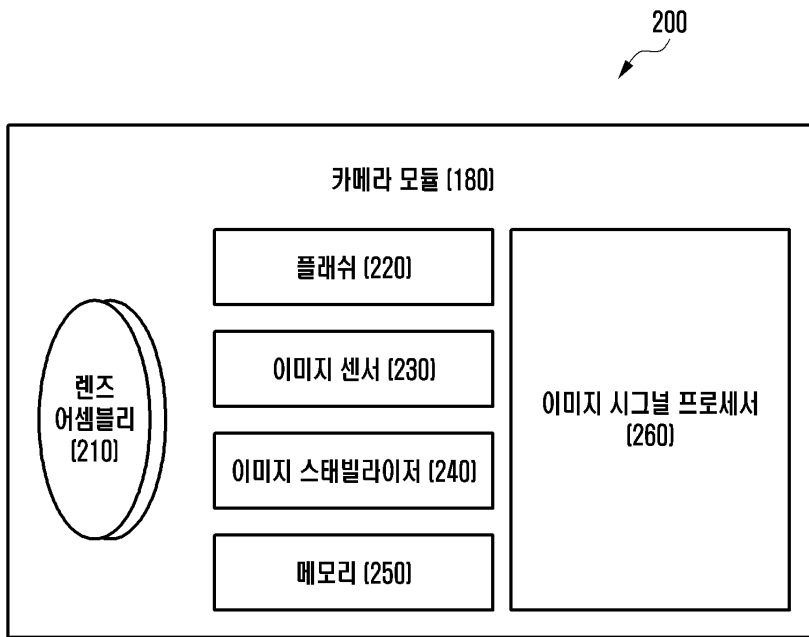 200
카메라 모듈 (180)
플래쉬 (220)
이미지 센서 (230)
이미지 스태빌라이저 (240)
메모리 (250)
렌즈
어셈블리
(210)
이미지 시그널 프로세서
(260)